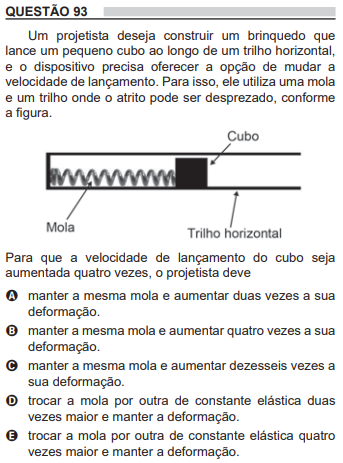 QUESTÃO 93
Um projetista deseja construir um brinquedo que
lance um pequeno cubo ao longo de um trilho horizontal,
e o dispositivo precisa oferecer a opção de mudar a
velocidade de lançamento. Para isso, ele utiliza uma mola
e um trilho onde o atrito pode ser desprezado, conforme
a figura.
Cubo
Mola
Trilho horizontal
Para que a velocidade de lançamento do cubo seja
aumentada quatro vezes, o projetista deve
A manter a mesma mola e aumentar duas vezes a sua
deformação.
B manter a mesma mola e aumentar quatro vezes a sua
deformação.
C manter a mesma mola e aumentar dezesseis vezes a
sua deformação.
D trocar a mola por outra de constante elástica duas
vezes maior e manter a deformação.
E trocar a mola por outra de constante elástica quatro
vezes maior e manter a deformação.